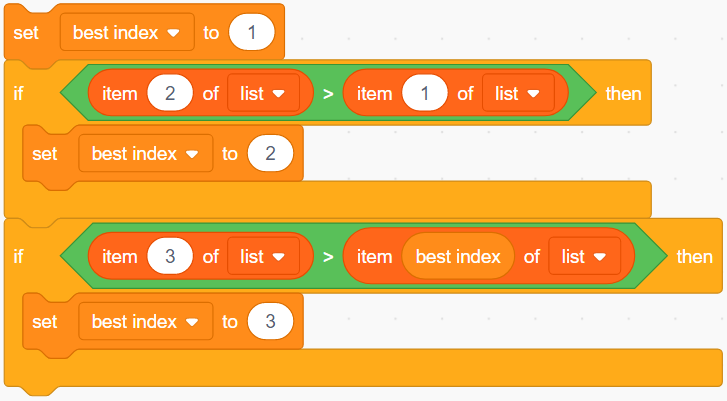 set best index to 1
if item 2 of list > item 1 of list then
set best index to 2
if item 3 of list > item best index of list then
set best index to 3